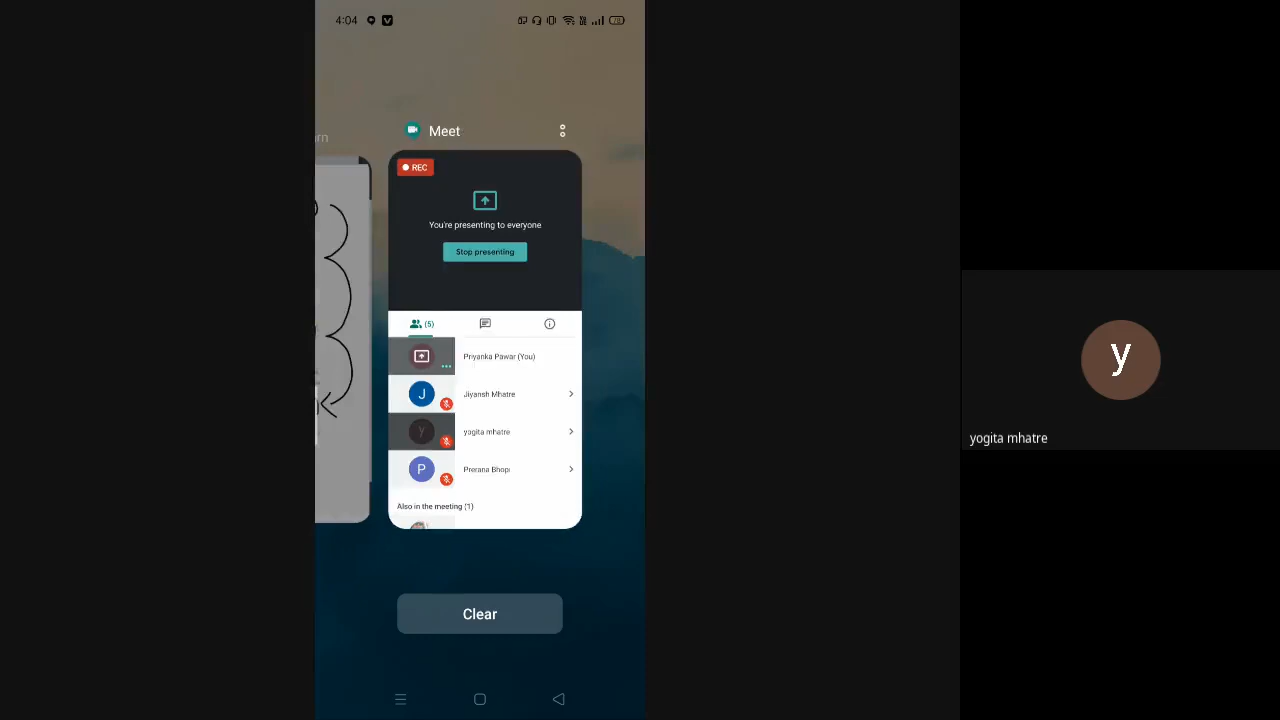 4:04
rn
Meet
REC
You're presenting to everyone
Stop presenting
(5)
Priyanka Pawar (You)
J
Jiyansh Mhatre
y
yogita mhatre
P
Prerana Bhopi
Also in the meeting (1)
Clear
y
yogita mhatre